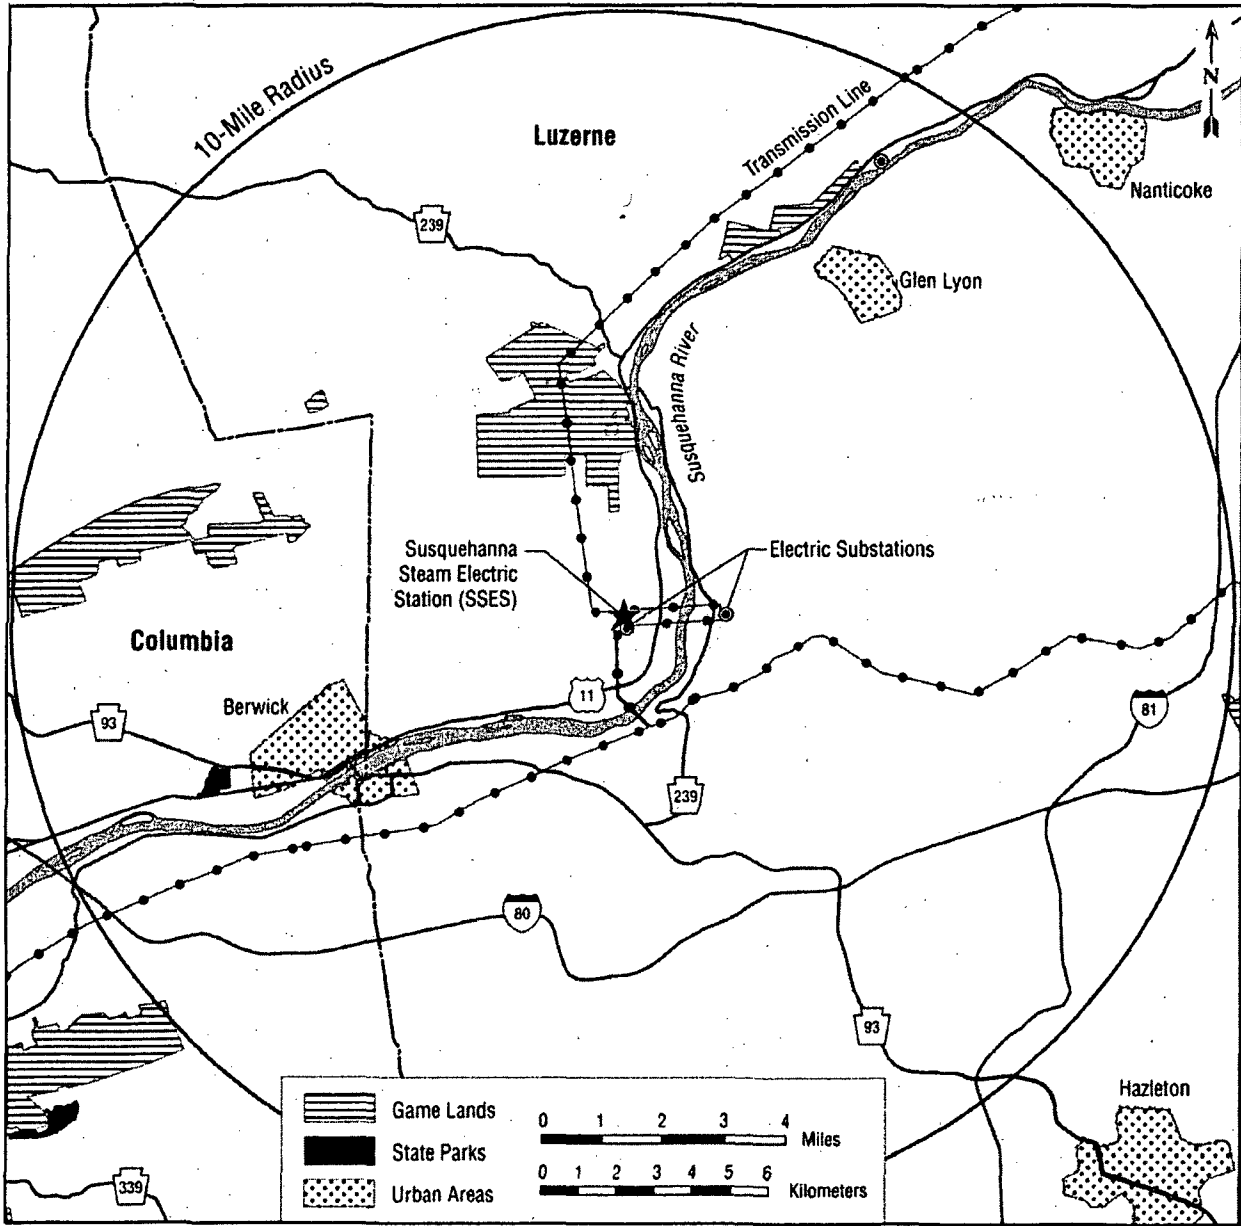 N
10-Mile Radius
Luzerne
Transmission Line
Nanticoke
239
Glen Lyon
Susquehanna River
Susquehanna
Steam Electric
Station (SSES)
Electric Substations
Columbia
Berwick
11
93
81
239
80
93
Hazleton
339
Game Lands
State Parks
Urban Areas
0 1 2 3 4
Miles
0 1 2 3 4 5 6
Kilometers